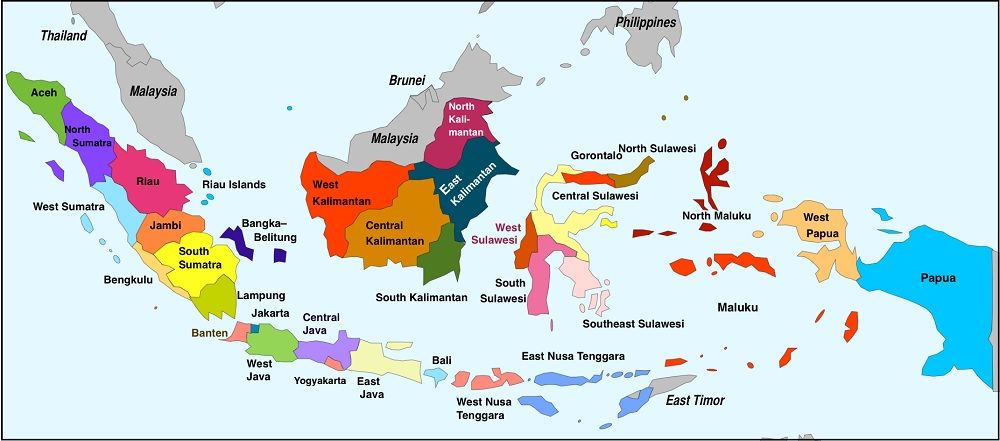 Philippines
Thailand
Malaysia
Brunei
Malaysia
Aceh
North
Sumatra
Riau
Riau Islands
West Sumatra
Jambi
Bangka–
Belitung
South
Sumatra
Bengkulu
Lampung
North
Kali-
mantan
East
Kalimantan
West
Kalimantan
Central
Kalimantan
South Kalimantan
Gorontalo
North Sulawesi
Central Sulawesi
West
Sulawesi
South
Sulawesi
Southeast Sulawesi
North Maluku
Maluku
West
Papua
Papua
Banten
Jakarta
West
Java
Central
Java
Yogyakarta
East
Java
Bali
West Nusa
Tenggara
East Nusa Tenggara
East Timor